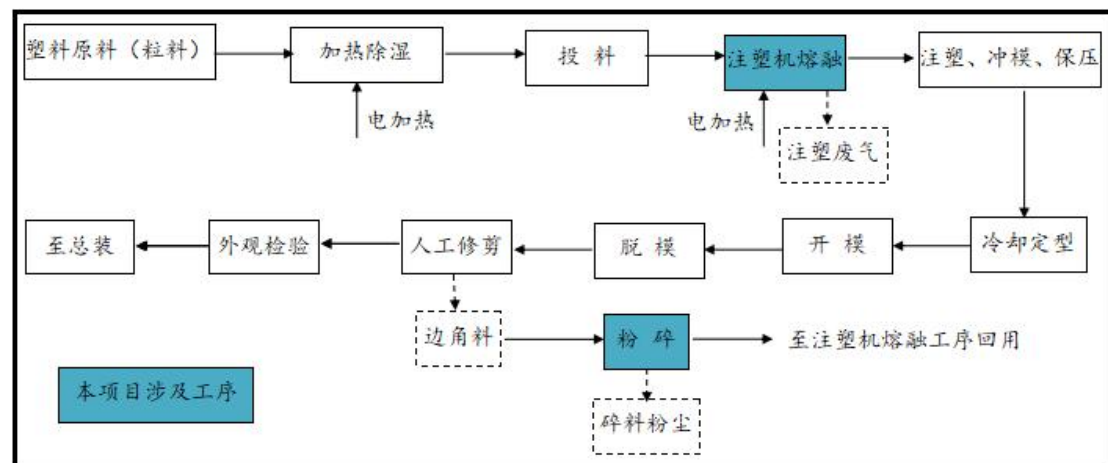 塑料原料（粒料）
加热除湿
投 料
注塑机熔融
注塑、冲模、保压
电加热
电加热
注塑废气
至总装
外观检验
人工修剪
脱 模
开 模
冷却定型
边角料
粉 碎
至注塑机熔融工序回用
本项目涉及工序
碎料粉尘